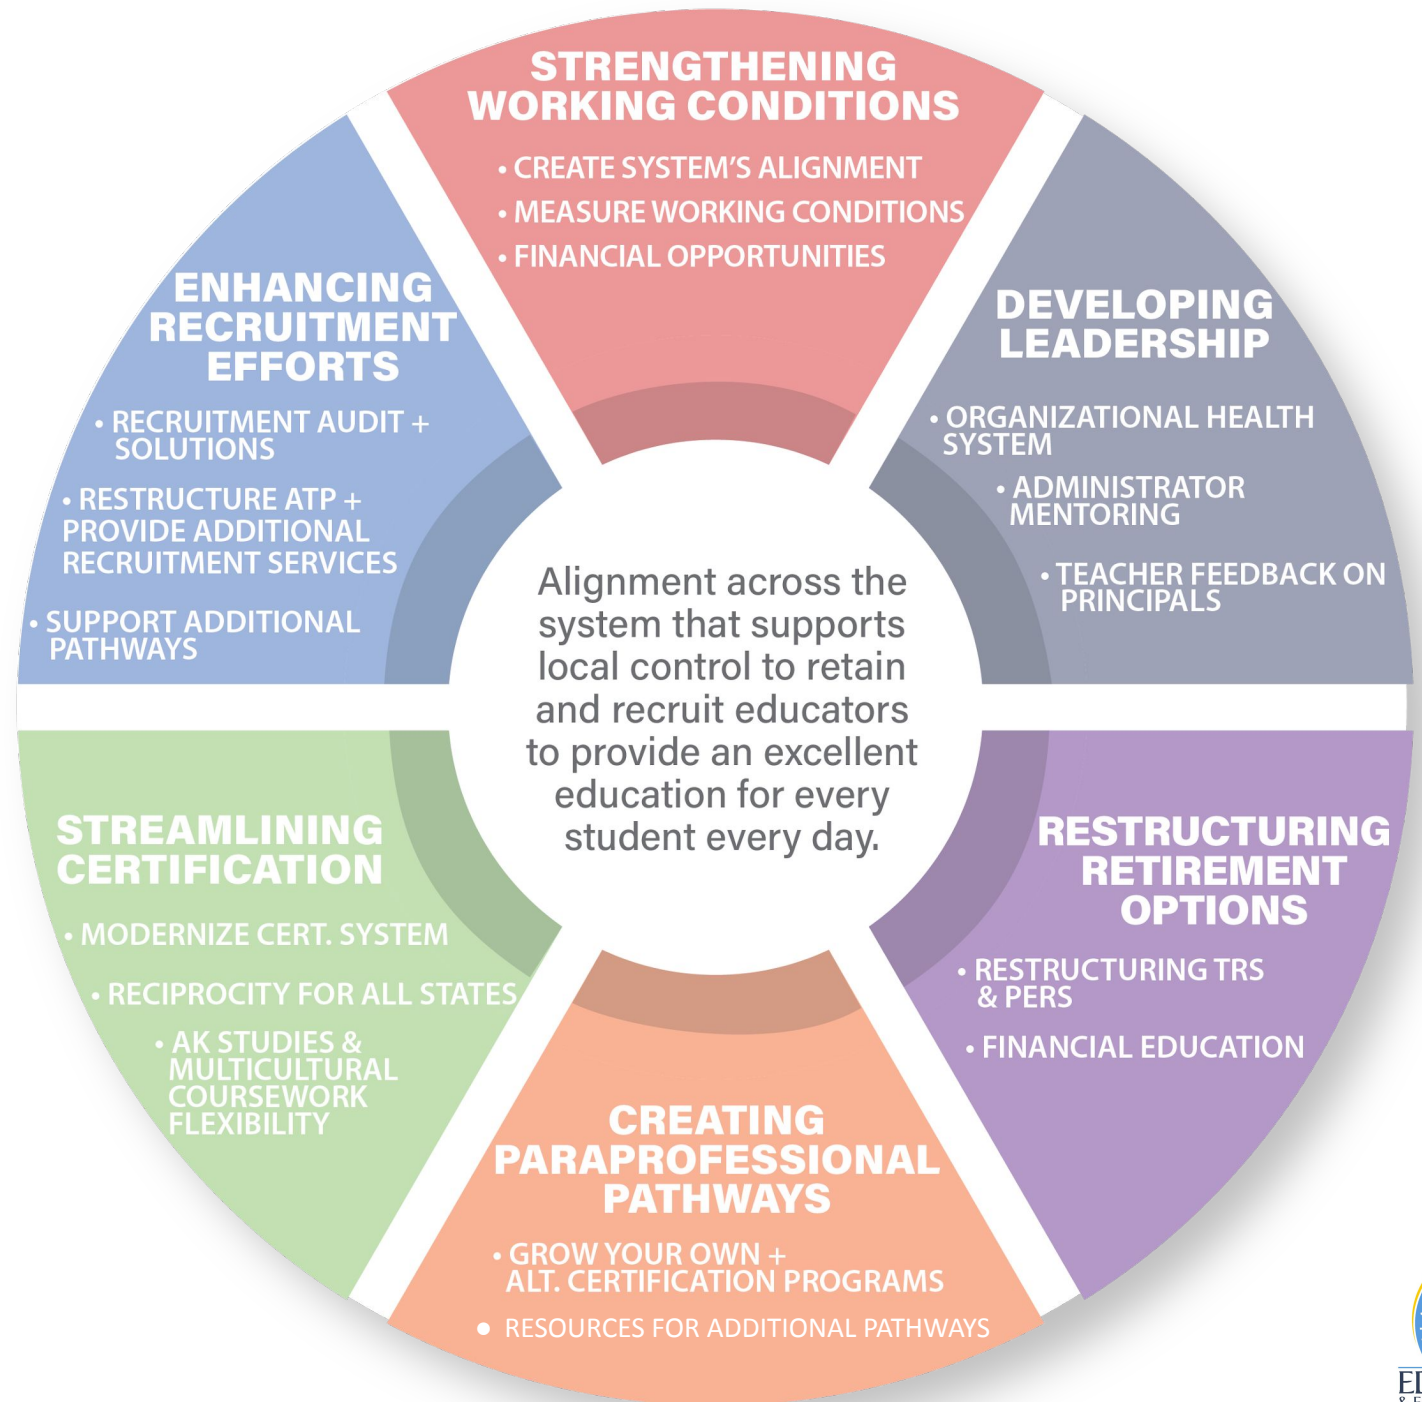 STRENGTHENING
WORKING CONDITIONS
• CREATE SYSTEM'S ALIGNMENT
• MEASURE WORKING CONDITIONS
• FINANCIAL OPPORTUNITIES
DEVELOPING
LEADERSHIP
• ORGANIZATIONAL HEALTH
SYSTEM
• ADMINISTRATOR
MENTORING
• TEACHER FEEDBACK ON
PRINCIPALS
RESTRUCTURING
RETIREMENT
OPTIONS
• RESTRUCTURING TRS
& PERS
• FINANCIAL EDUCATION
CREATING
PARAPROFESSIONAL
PATHWAYS
• GROW YOUR OWN +
ALT. CERTIFICATION PROGRAMS
• RESOURCES FOR ADDITIONAL PATHWAYS
STREAMLINING
CERTIFICATION
• MODERNIZE CERT. SYSTEM
• RECIPROCITY FOR ALL STATES
• AK STUDIES &
MULTICULTURAL
COURSEWORK
FLEXIBILITY
ENHANCING
RECRUITMENT
EFFORTS
• RECRUITMENT AUDIT +
SOLUTIONS
• RESTRUCTURE ATP +
PROVIDE ADDITIONAL
RECRUITMENT SERVICES
• SUPPORT ADDITIONAL
PATHWAYS
Alignment across the
system that supports
local control to retain
and recruit educators
to provide an excellent
education for every
student every day.